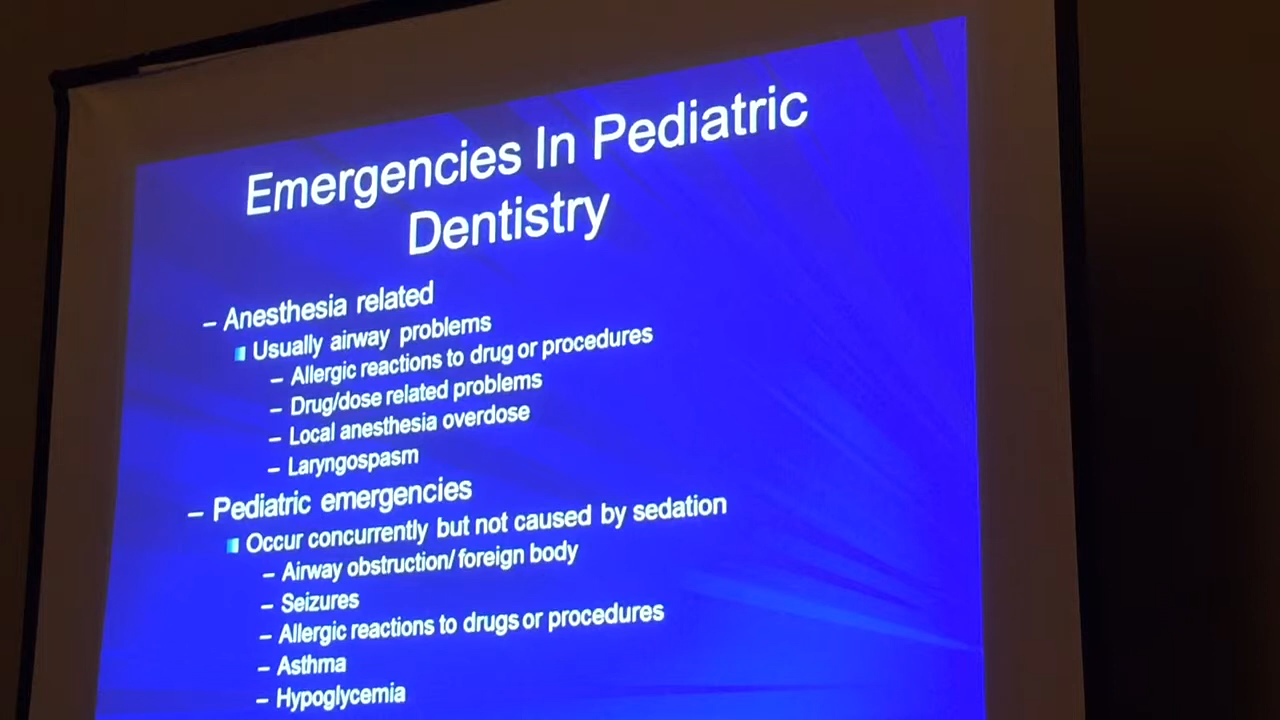 Emergencies In Pediatric
Dentistry
– Anesthesia related
Usually airway problems
– Allergic reactions to drug or procedures
– Drug/dose related problems
– Local anesthesia overdose
– Laryngospasm
– Pediatric emergencies
Occur concurrently but not caused by sedation
– Airway obstruction/ foreign body
– Seizures
– Allergic reactions to drugs or procedures
– Asthma
– Hypoglycemia